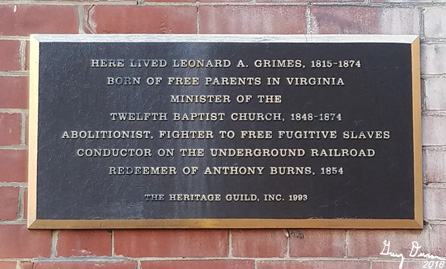 HERE LIVED LEONARD A. GRIMES, 1815-1874
BORN OF FREE PARENTS IN VIRGINIA
MINISTER OF THE
TWELFTH BAPTIST CHURCH, 1848-1874
ABOLITIONIST, FIGHTER TO FREE FUGITIVE SLAVES
CONDUCTOR ON THE UNDERGROUND RAILROAD
REDEEMER OF ANTHONY BURNS, 1854
THE HERITAGE GUILD, INC. 1993
2018